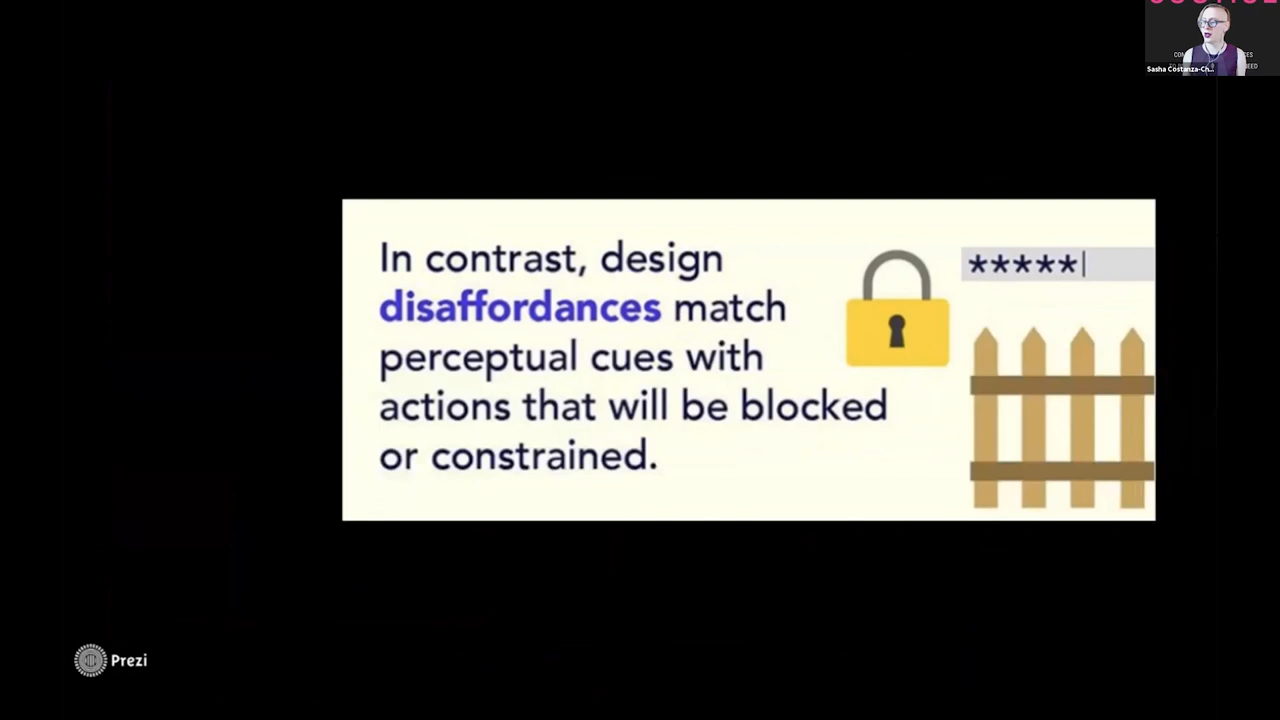 Sasha Costanza-Ch...
In contrast, design
disaffordances match
perceptual cues with
actions that will be blocked
or constrained.
*****|
Prezi